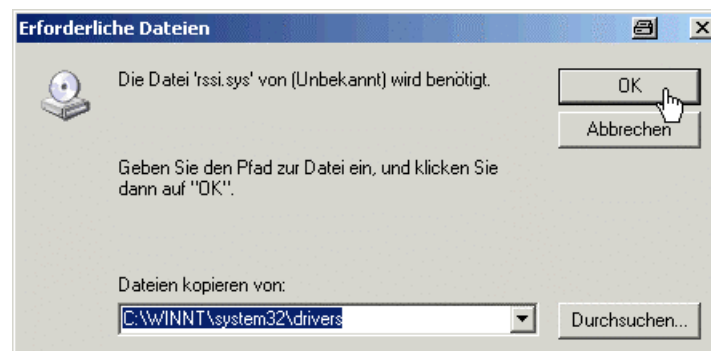 Erforderliche Dateien
Die Datei 'rssi.sys' von (Unbekannt) wird benötigt.
OK
Abbrechen
Geben Sie den Pfad zur Datei ein, und klicken Sie
dann auf "OK".
Dateien kopieren von:
C:\WINNT\system32\drivers
Durchsuchen...